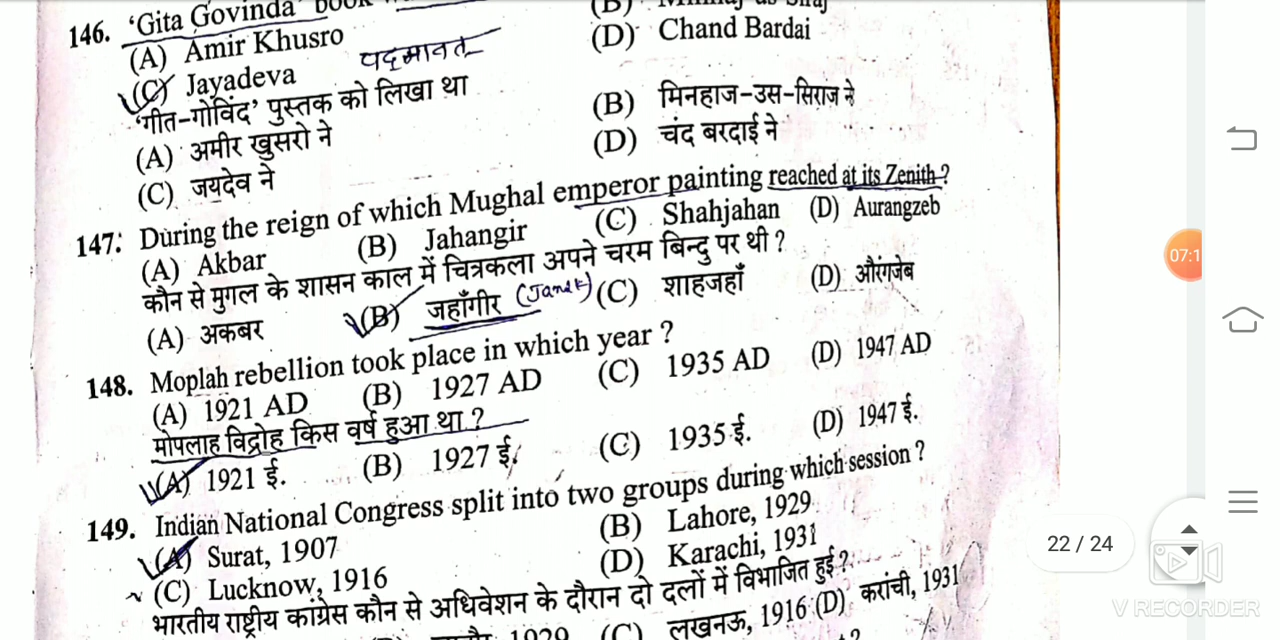 146. 'Gita Govinda' book
(A) Amir Khusro
(D) Chand Bardai
(C) Jayadeva
पदमावत
'गीत-गोविंद' पुस्तक को लिखा था
(A) अमीर खुसरो ने
(B) मिनहाज-उस-सिराज ने
(C) जयदेव ने
(D) चंद बरदाई ने
147. During the reign of which Mughal emperor painting reached at its Zenith ?
(A) Akbar (B) Jahangir (C) Shahjahan (D) Aurangzeb
कौन से मुगल के शासन काल में चित्रकला अपने चरम बिन्दु पर थी ?
(A) अकबर (B) जहाँगीर (C) शाहजहाँ (D) औरंगजेब
148. Moplah rebellion took place in which year ?
(A) 1921 AD (B) 1927 AD (C) 1935 AD (D) 1947 AD
मोपलाह विद्रोह किस वर्ष हुआ था ?
(A) 1921 ई. (B) 1927 ई. (C) 1935 ई. (D) 1947 ई.
149. Indian National Congress split into two groups during which session ?
(A) Surat, 1907 (B) Lahore, 1929
(C) Lucknow, 1916 (D) Karachi, 1931
भारतीय राष्ट्रीय कांग्रेस कौन से अधिवेशन के दौरान दो दलों में विभाजित हुई ?
1929 (C) लखनऊ, 1916 (D) करांची, 1931
07:1
22 / 24
V RECORDER